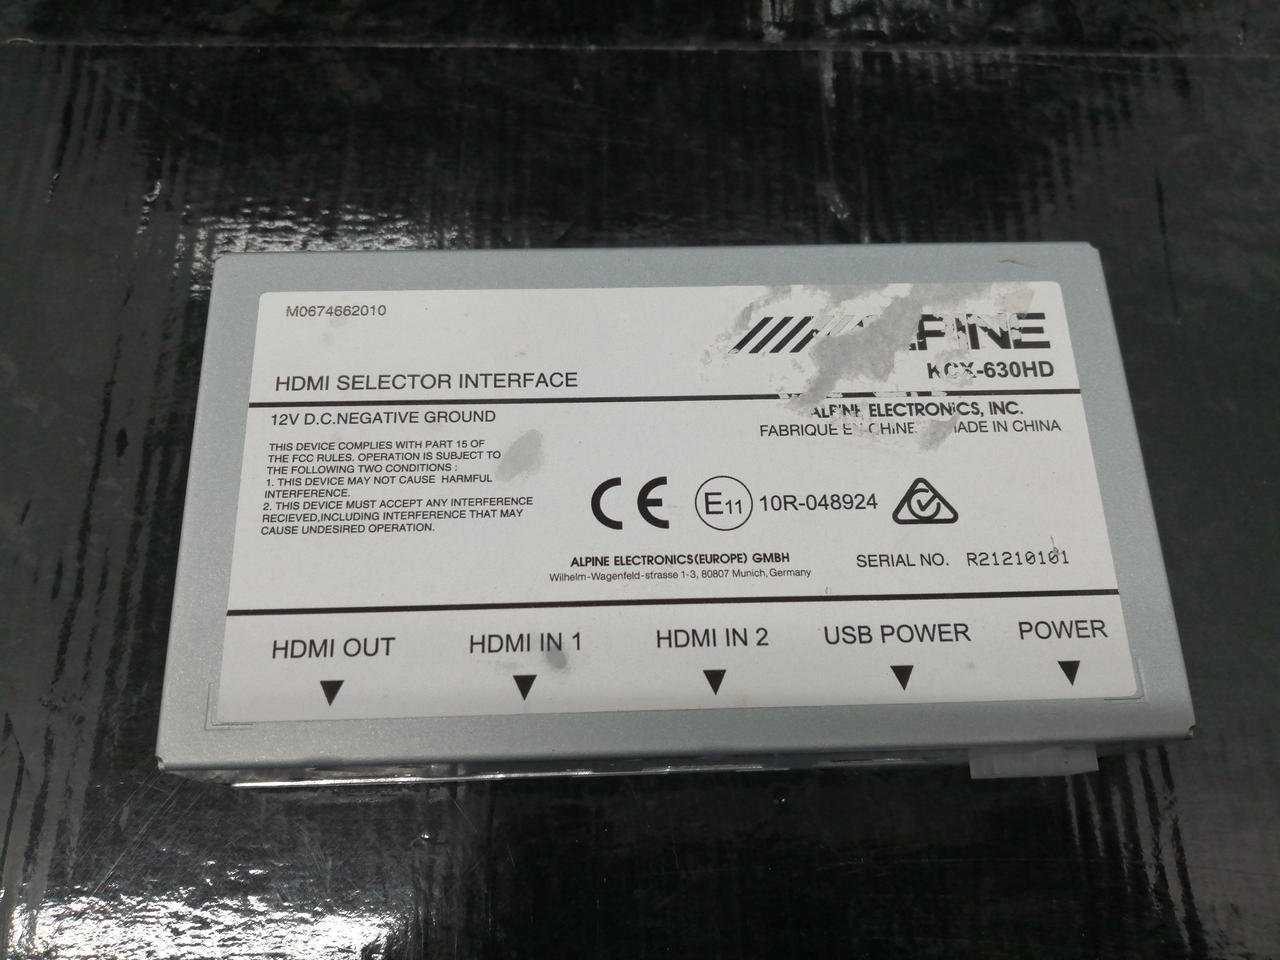 M0674662010
ALPINE
HDMI SELECTOR INTERFACE
KCX-630HD
12V D.C.NEGATIVE GROUND
ALPINE ELECTRONICS, INC.
FABRIQUE EN CHINE MADE IN CHINA
THIS DEVICE COMPLIES WITH PART 15 OF
THE FCC RULES. OPERATION IS SUBJECT TO
THE FOLLOWING TWO CONDITIONS :
1. THIS DEVICE MAY NOT CAUSE HARMFUL
INTERFERENCE.
2. THIS DEVICE MUST ACCEPT ANY INTERFERENCE
RECIEVED,INCLUDING INTERFERENCE THAT MAY
CAUSE UNDESIRED OPERATION.
CE E11 10R-048924
ALPINE ELECTRONICS(EUROPE) GMBH
Wilhelm-Wagenfeld-strasse 1-3, 80807 Munich, Germany
SERIAL NO. R21210101
HDMI OUT HDMI IN 1 HDMI IN 2 USB POWER POWER